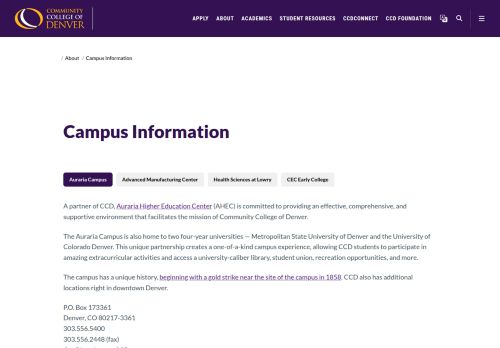 COMMUNITY
COLLEGE OF
DENVER
APPLY ABOUT ACADEMICS STUDENT RESOURCES CCDCONNECT CCD FOUNDATION
/ About / Campus Information
Campus Information
Auraria Campus Advanced Manufacturing Center Health Sciences at Lowry CEC Early College
A partner of CCD, Auraria Higher Education Center (AHEC) is committed to providing an effective, comprehensive, and
supportive environment that facilitates the mission of Community College of Denver.
The Auraria Campus is also home to two four-year universities — Metropolitan State University of Denver and the University of
Colorado Denver. This unique partnership creates a one-of-a-kind campus experience, allowing CCD students to participate in
amazing extracurricular activities and access a university-caliber library, student union, recreation opportunities, and more.
The campus has a unique history, beginning with a gold strike near the site of the campus in 1858. CCD also has additional
locations right in downtown Denver.
P.O. Box 173361
Denver, CO 80217-3361
303.556.5400
303.556.2448 (fax)